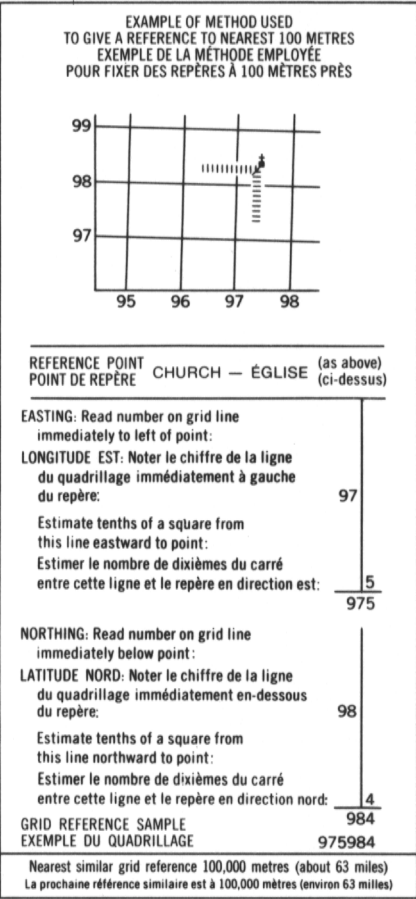 EXAMPLE OF METHOD USED
TO GIVE A REFERENCE TO NEAREST 100 METRES
EXEMPLE DE LA MÉTHODE EMPLOYÉE
POUR FIXER DES REPÈRES À 100 MÈTRES PRÈS
99
98
97
95 96 97 98
REFERENCE POINT
POINT DE REPÈRE
CHURCH — ÉGLISE
(as above)
(ci-dessus)
EASTING: Read number on grid line
immediately to left of point:
LONGITUDE EST: Noter le chiffre de la ligne
du quadrillage immédiatement à gauche
du repère: 97
Estimate tenths of a square from
this line eastward to point:
Estimer le nombre de dixièmes du carré
entre cette ligne et le repère en direction est: 5
975
NORTHING: Read number on grid line
immediately below point:
LATITUDE NORD: Noter le chiffre de la ligne
du quadrillage immédiatement en-dessous
du repère: 98
Estimate tenths of a square from
this line northward to point:
Estimer le nombre de dixièmes du carré
entre cette ligne et le repère en direction nord: 4
984
GRID REFERENCE SAMPLE
EXEMPLE DU QUADRILLAGE 975984
Nearest similar grid reference 100,000 metres (about 63 miles)
La prochaine référence similaire est à 100,000 mètres (environ 63 milles)